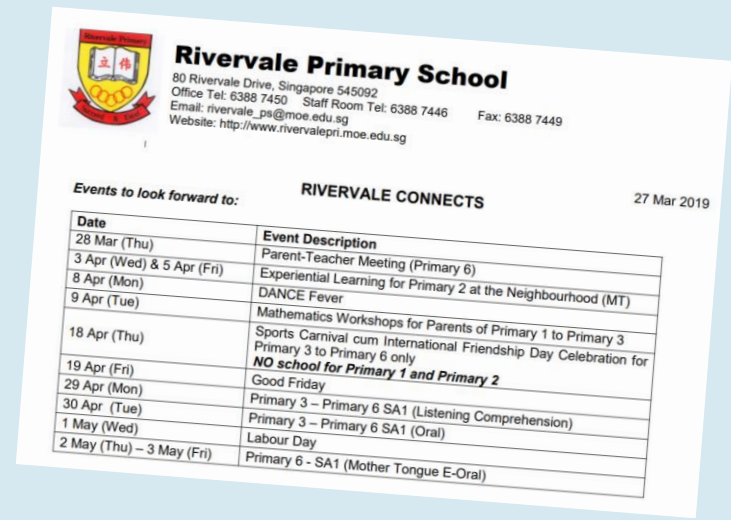 Rivervale Primary
立 伟
Succeed & Excel
Rivervale Primary School
80 Rivervale Drive, Singapore 545092
Office Tel: 6388 7450 Staff Room Tel: 6388 7446 Fax: 6388 7449
Email: rivervale_ps@moe.edu.sg
Website: http://www.rivervalepri.moe.edu.sg
RIVERVALE CONNECTS 27 Mar 2019
Events to look forward to:
Date Event Description
28 Mar (Thu) Parent-Teacher Meeting (Primary 6)
3 Apr (Wed) & 5 Apr (Fri) Experiential Learning for Primary 2 at the Neighbourhood (MT)
8 Apr (Mon) DANCE Fever
9 Apr (Tue) Mathematics Workshops for Parents of Primary 1 to Primary 3
18 Apr (Thu) Sports Carnival cum International Friendship Day Celebration for
Primary 3 to Primary 6 only
NO school for Primary 1 and Primary 2
19 Apr (Fri) Good Friday
29 Apr (Mon) Primary 3 – Primary 6 SA1 (Listening Comprehension)
30 Apr (Tue) Primary 3 – Primary 6 SA1 (Oral)
1 May (Wed) Labour Day
2 May (Thu) – 3 May (Fri) Primary 6 - SA1 (Mother Tongue E-Oral)